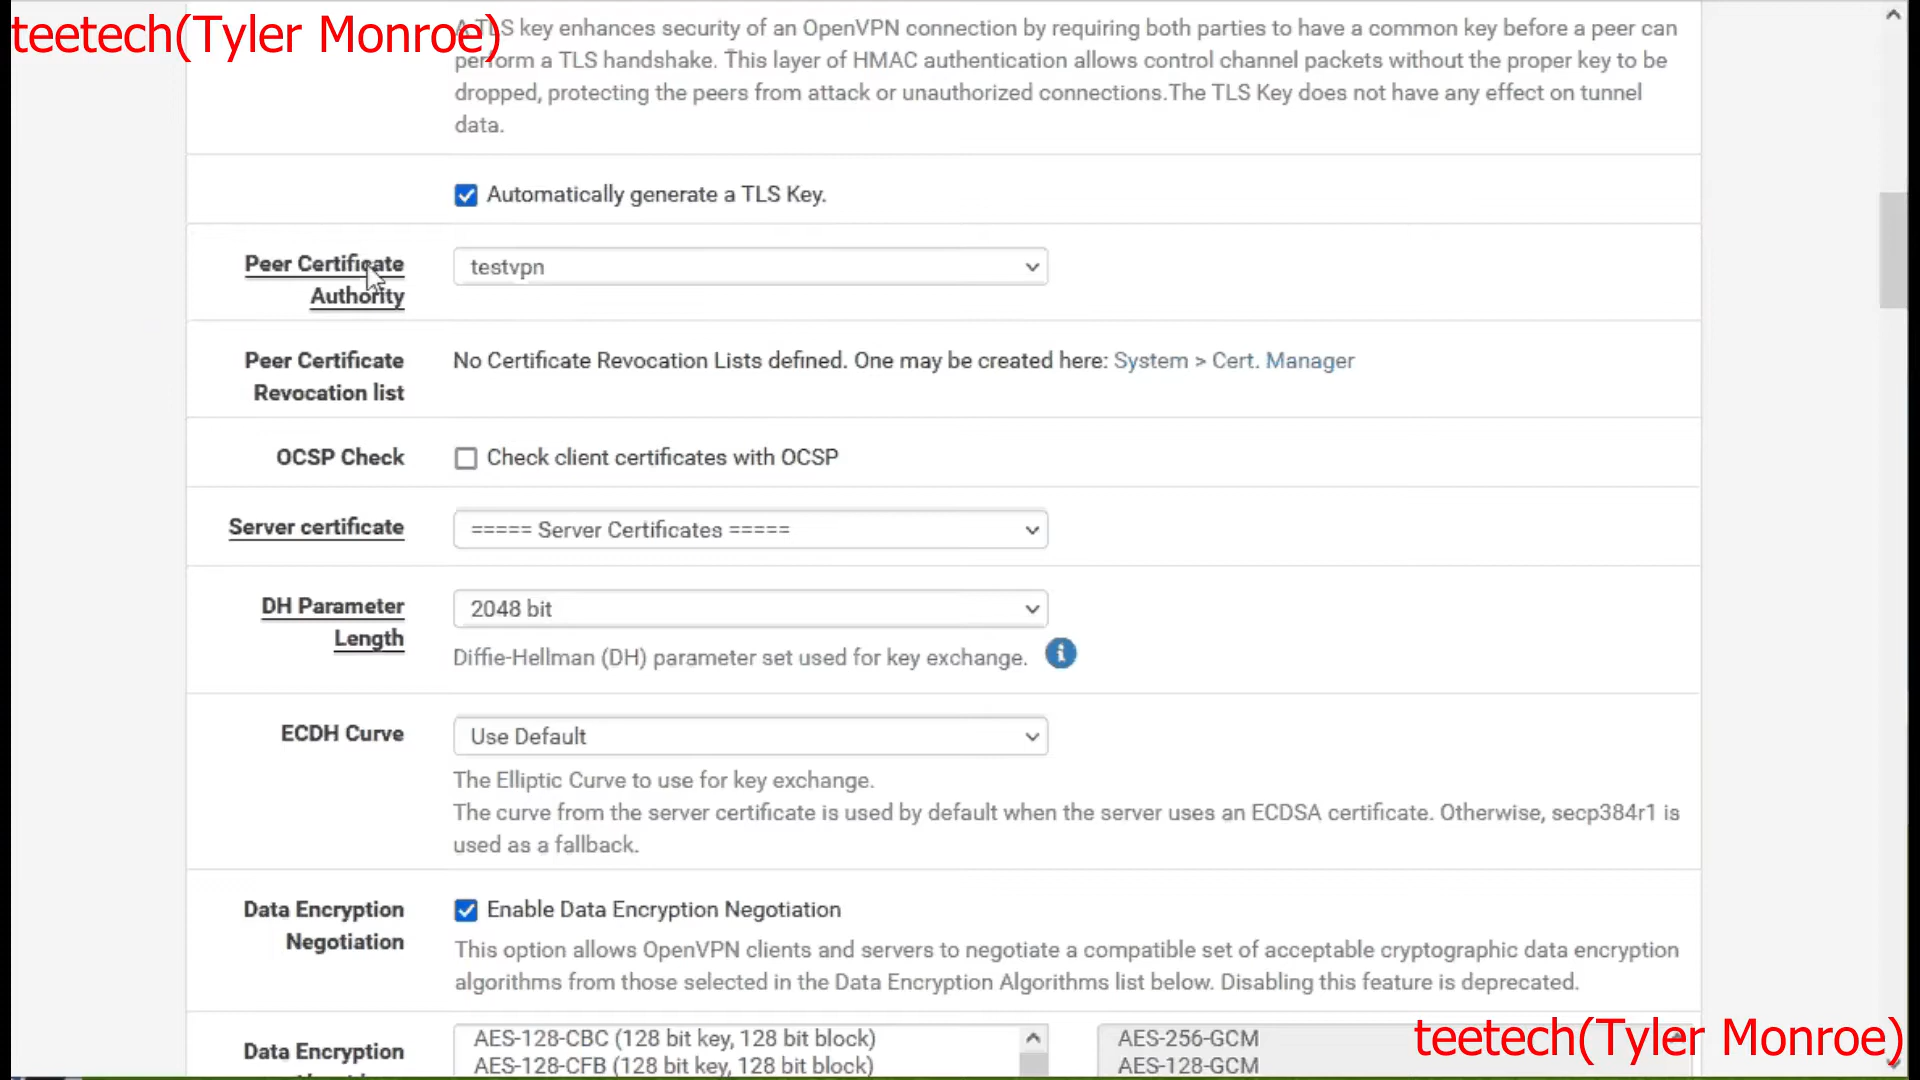 teetech(Tyler Monroe)
A TLS key enhances security of an OpenVPN connection by requiring both parties to have a common key before a peer can
perform a TLS handshake. This layer of HMAC authentication allows control channel packets without the proper key to be
dropped, protecting the peers from attack or unauthorized connections.The TLS Key does not have any effect on tunnel
data.
Automatically generate a TLS Key.
Peer Certificate
Authority
testvpn
Peer Certificate
Revocation list
No Certificate Revocation Lists defined. One may be created here: System > Cert. Manager
OCSP Check
Check client certificates with OCSP
Server certificate
===== Server Certificates =====
DH Parameter
Length
2048 bit
Diffie-Hellman (DH) parameter set used for key exchange.
ECDH Curve
Use Default
The Elliptic Curve to use for key exchange.
The curve from the server certificate is used by default when the server uses an ECDSA certificate. Otherwise, secp384r1 is
used as a fallback.
Data Encryption
Negotiation
Enable Data Encryption Negotiation
This option allows OpenVPN clients and servers to negotiate a compatible set of acceptable cryptographic data encryption
algorithms from those selected in the Data Encryption Algorithms list below. Disabling this feature is deprecated.
Data Encryption
AES-128-CBC (128 bit key, 128 bit block)
AES-128-CFB (128 bit key, 128 bit block)
AES-256-GCM
AES-128-GCM
teetech(Tyler Monroe)